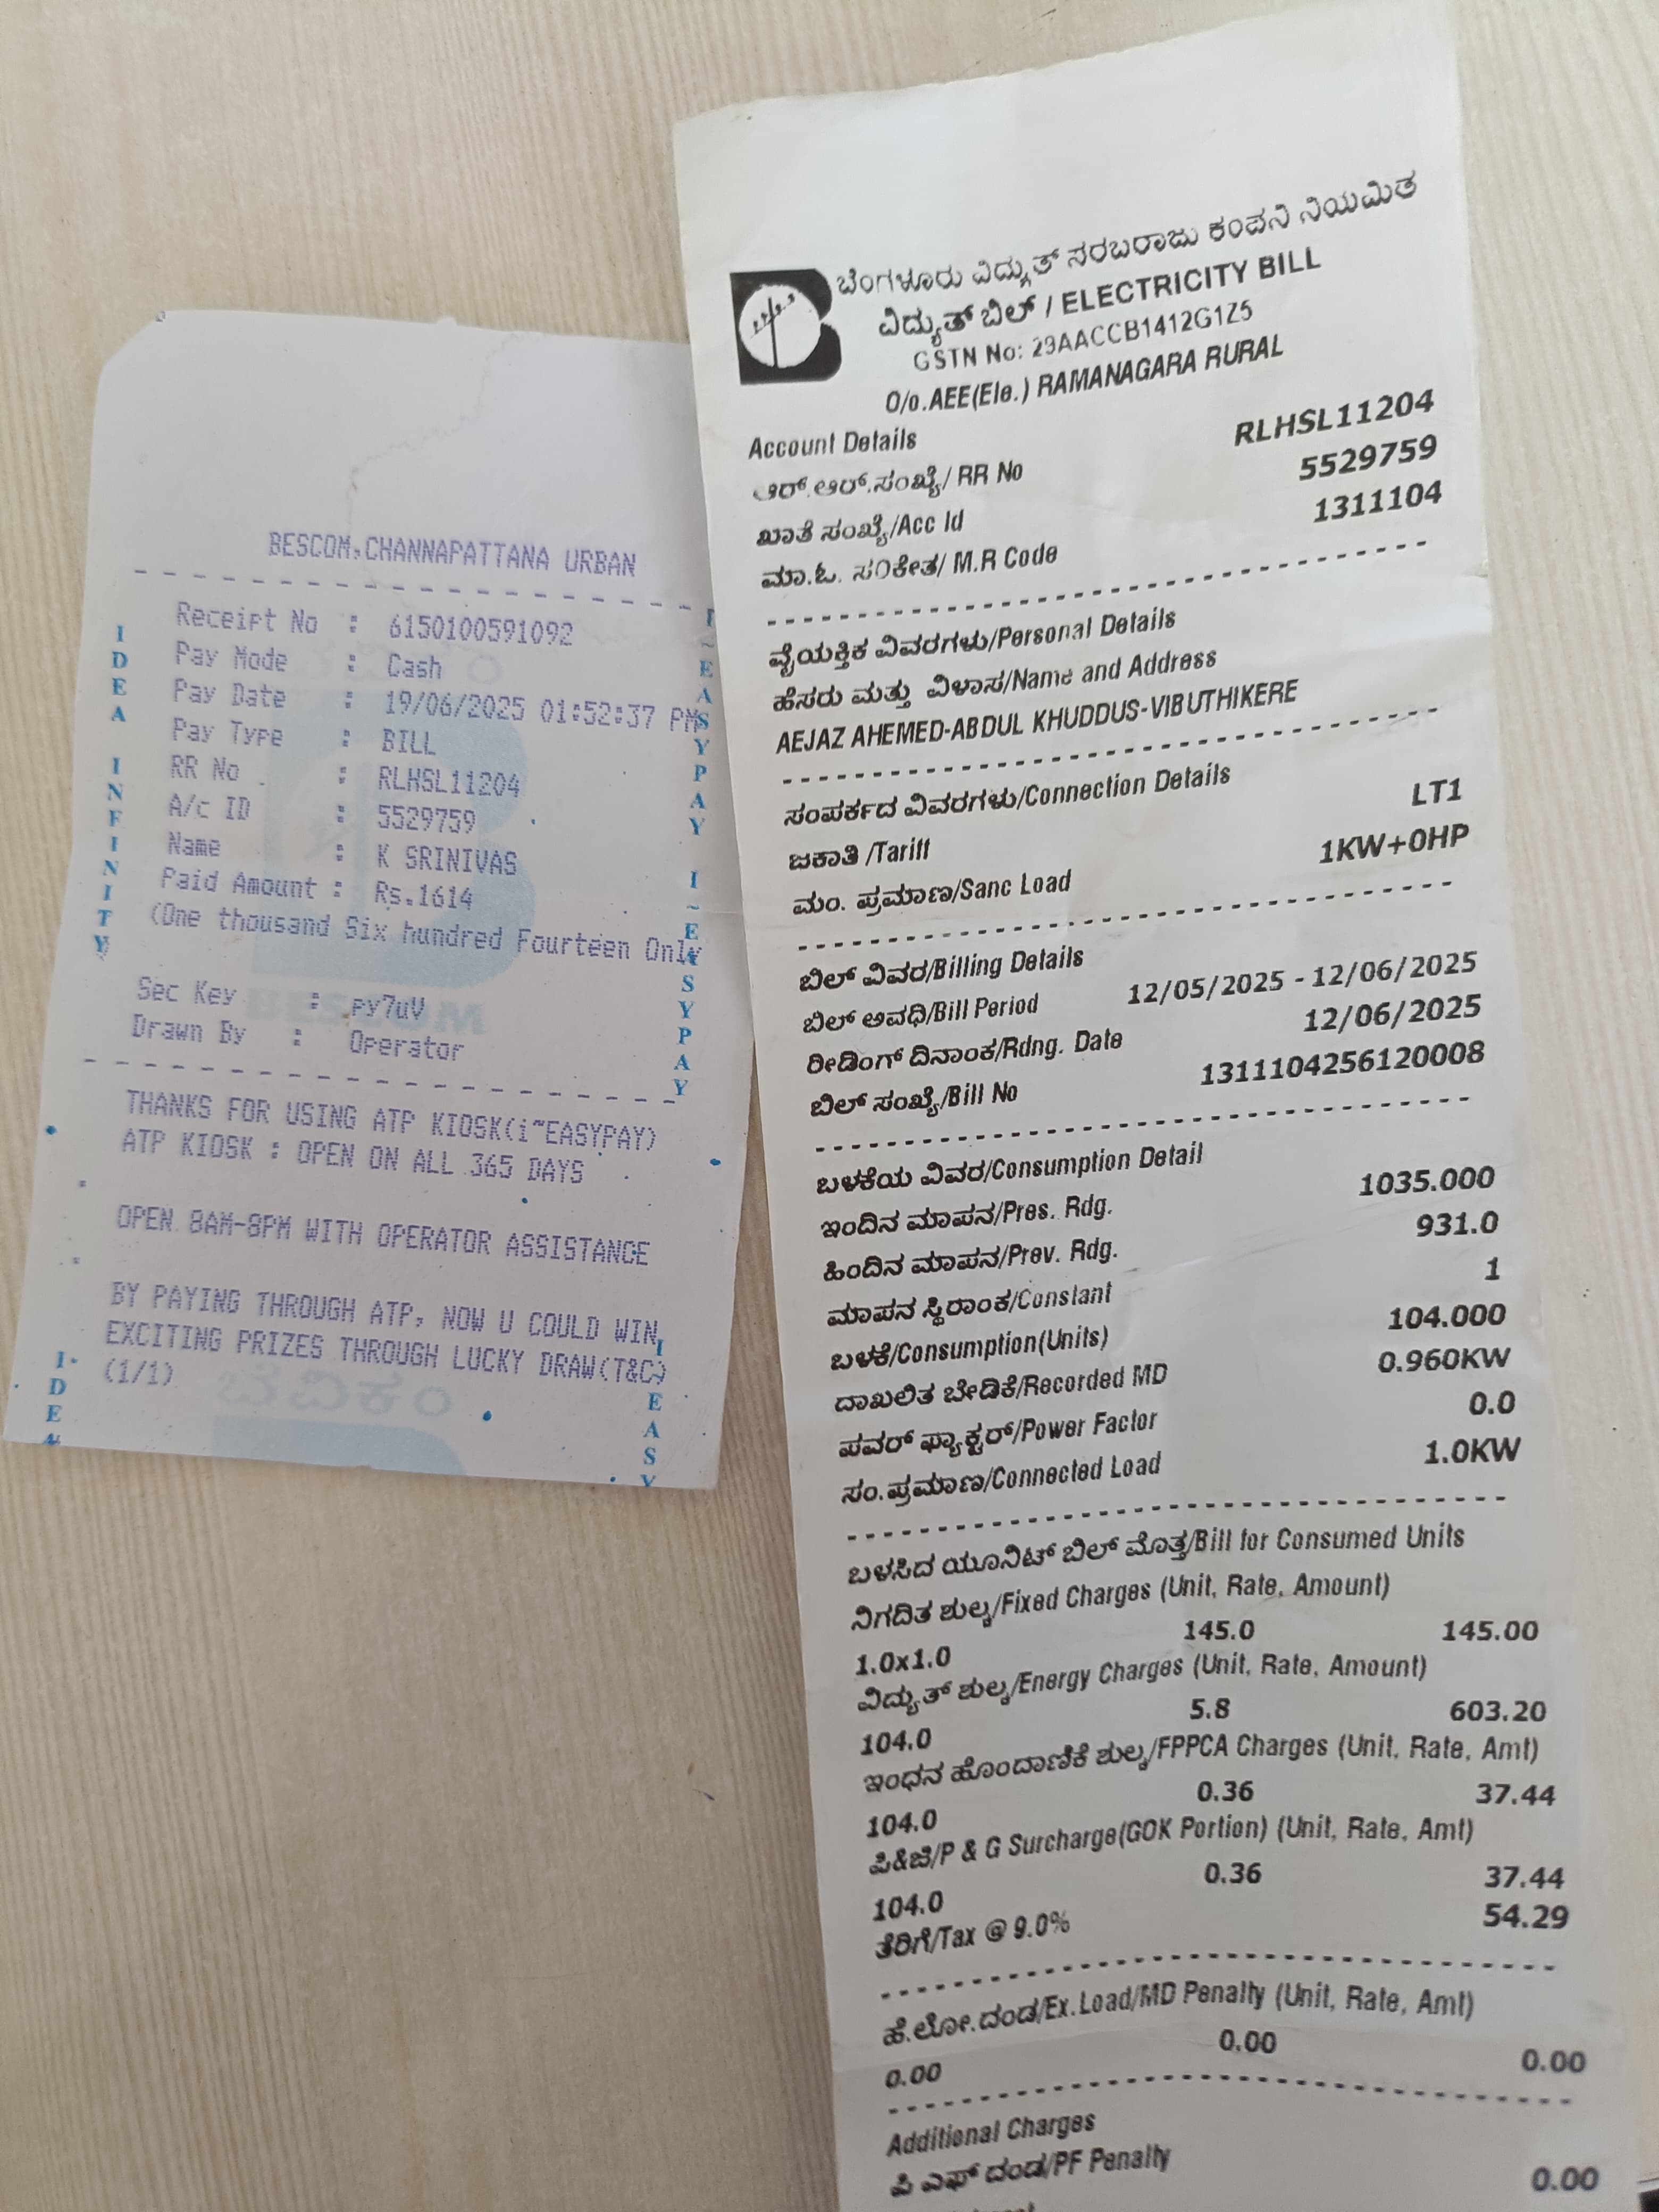 BESCOM,CHANNAPATTANA URBAN
Receipt No : 6150100591092
Pay Mode : Cash
Pay Date : 19/06/2025 01:52:37 PM
Pay Type : BILL
RR No : RLHSL11204
A/c ID : 5529759
Name : K SRINIVAS
Paid Amount : Rs.1614
(One thousand Six hundred Fourteen Only
Sec Key : py7uV
Drawn By : Operator
THANKS FOR USING ATP KIOSK(i~EASYPAY)
ATP KIOSK : OPEN ON ALL 365 DAYS
OPEN 8AM-8PM WITH OPERATOR ASSISTANCE
BY PAYING THROUGH ATP, NOW U COULD WIN
EXCITING PRIZES THROUGH LUCKY DRAW(T&C)
(1/1)
IDEA INFINITY
I~EASYPAY I~EASYPAY
BESCOM
ಬೆವಿಕಂ
ಬೆಂಗಳೂರು ವಿದ್ಯುತ್ ಸರಬರಾಜು ಕಂಪನಿ ನಿಯಮಿತ
ವಿದ್ಯುತ್ ಬಿಲ್ / ELECTRICITY BILL
GSTN No: 29AACCB1412G1Z5
O/o.AEE(Ele.) RAMANAGARA RURAL
Account Details
ಆರ್.ಆರ್.ಸಂಖ್ಯೆ/ RR No RLHSL11204
ಖಾತೆ ಸಂಖ್ಯೆ/Acc Id 5529759
ಮಾ.ಓ. ಸಂಕೇತ/ M.R Code 1311104
ವೈಯಕ್ತಿಕ ವಿವರಗಳು/Personal Details
ಹೆಸರು ಮತ್ತು ವಿಳಾಸ/Name and Address
AEJAZ AHEMED-ABDUL KHUDDUS-VIBUTHIKERE
ಸಂಪರ್ಕದ ವಿವರಗಳು/Connection Details
ಜಕಾತಿ /Tariff LT1
ಮಂ. ಪ್ರಮಾಣ/Sanc Load 1KW+0HP
ಬಿಲ್ ವಿವರ/Billing Details
ಬಿಲ್ ಅವಧಿ/Bill Period 12/05/2025 - 12/06/2025
ರೀಡಿಂಗ್ ದಿನಾಂಕ/Rdng. Date 12/06/2025
ಬಿಲ್ ಸಂಖ್ಯೆ/Bill No 1311104256120008
ಬಳಕೆಯ ವಿವರ/Consumption Detail
ಇಂದಿನ ಮಾಪನ/Pres. Rdg. 1035.000
ಹಿಂದಿನ ಮಾಪನ/Prev. Rdg. 931.0
ಮಾಪನ ಸ್ಥಿರಾಂಕ/Constant 1
ಬಳಕೆ/Consumption(Units) 104.000
ದಾಖಲಿತ ಬೇಡಿಕೆ/Recorded MD 0.960KW
ಪವರ್ ಫ್ಯಾಕ್ಟರ್/Power Factor 0.0
ಸಂ.ಪ್ರಮಾಣ/Connected Load 1.0KW
ಬಳಸಿದ ಯೂನಿಟ್ ಬಿಲ್ ಮೊತ್ತ/Bill for Consumed Units
ನಿಗದಿತ ಶುಲ್ಕ/Fixed Charges (Unit, Rate, Amount)
1.0x1.0 145.0 145.00
ವಿದ್ಯುತ್ ಶುಲ್ಕ/Energy Charges (Unit, Rate, Amount)
104.0 5.8 603.20
ಇಂಧನ ಹೊಂದಾಣಿಕೆ ಶುಲ್ಕ/FPPCA Charges (Unit, Rate, Amt)
104.0 0.36 37.44
ಪಿ&ಜಿ/P & G Surcharge(GOK Portion) (Unit, Rate, Amt)
104.0 0.36 37.44
ತೆರಿಗೆ/Tax @ 9.0% 54.29
ಹೆ.ಲೋ.ದಂಡ/Ex.Load/MD Penalty (Unit, Rate, Amt)
0.00 0.00 0.00
Additional Charges
ಪಿ ಎಫ್ ದಂಡ/PF Penalty 0.00